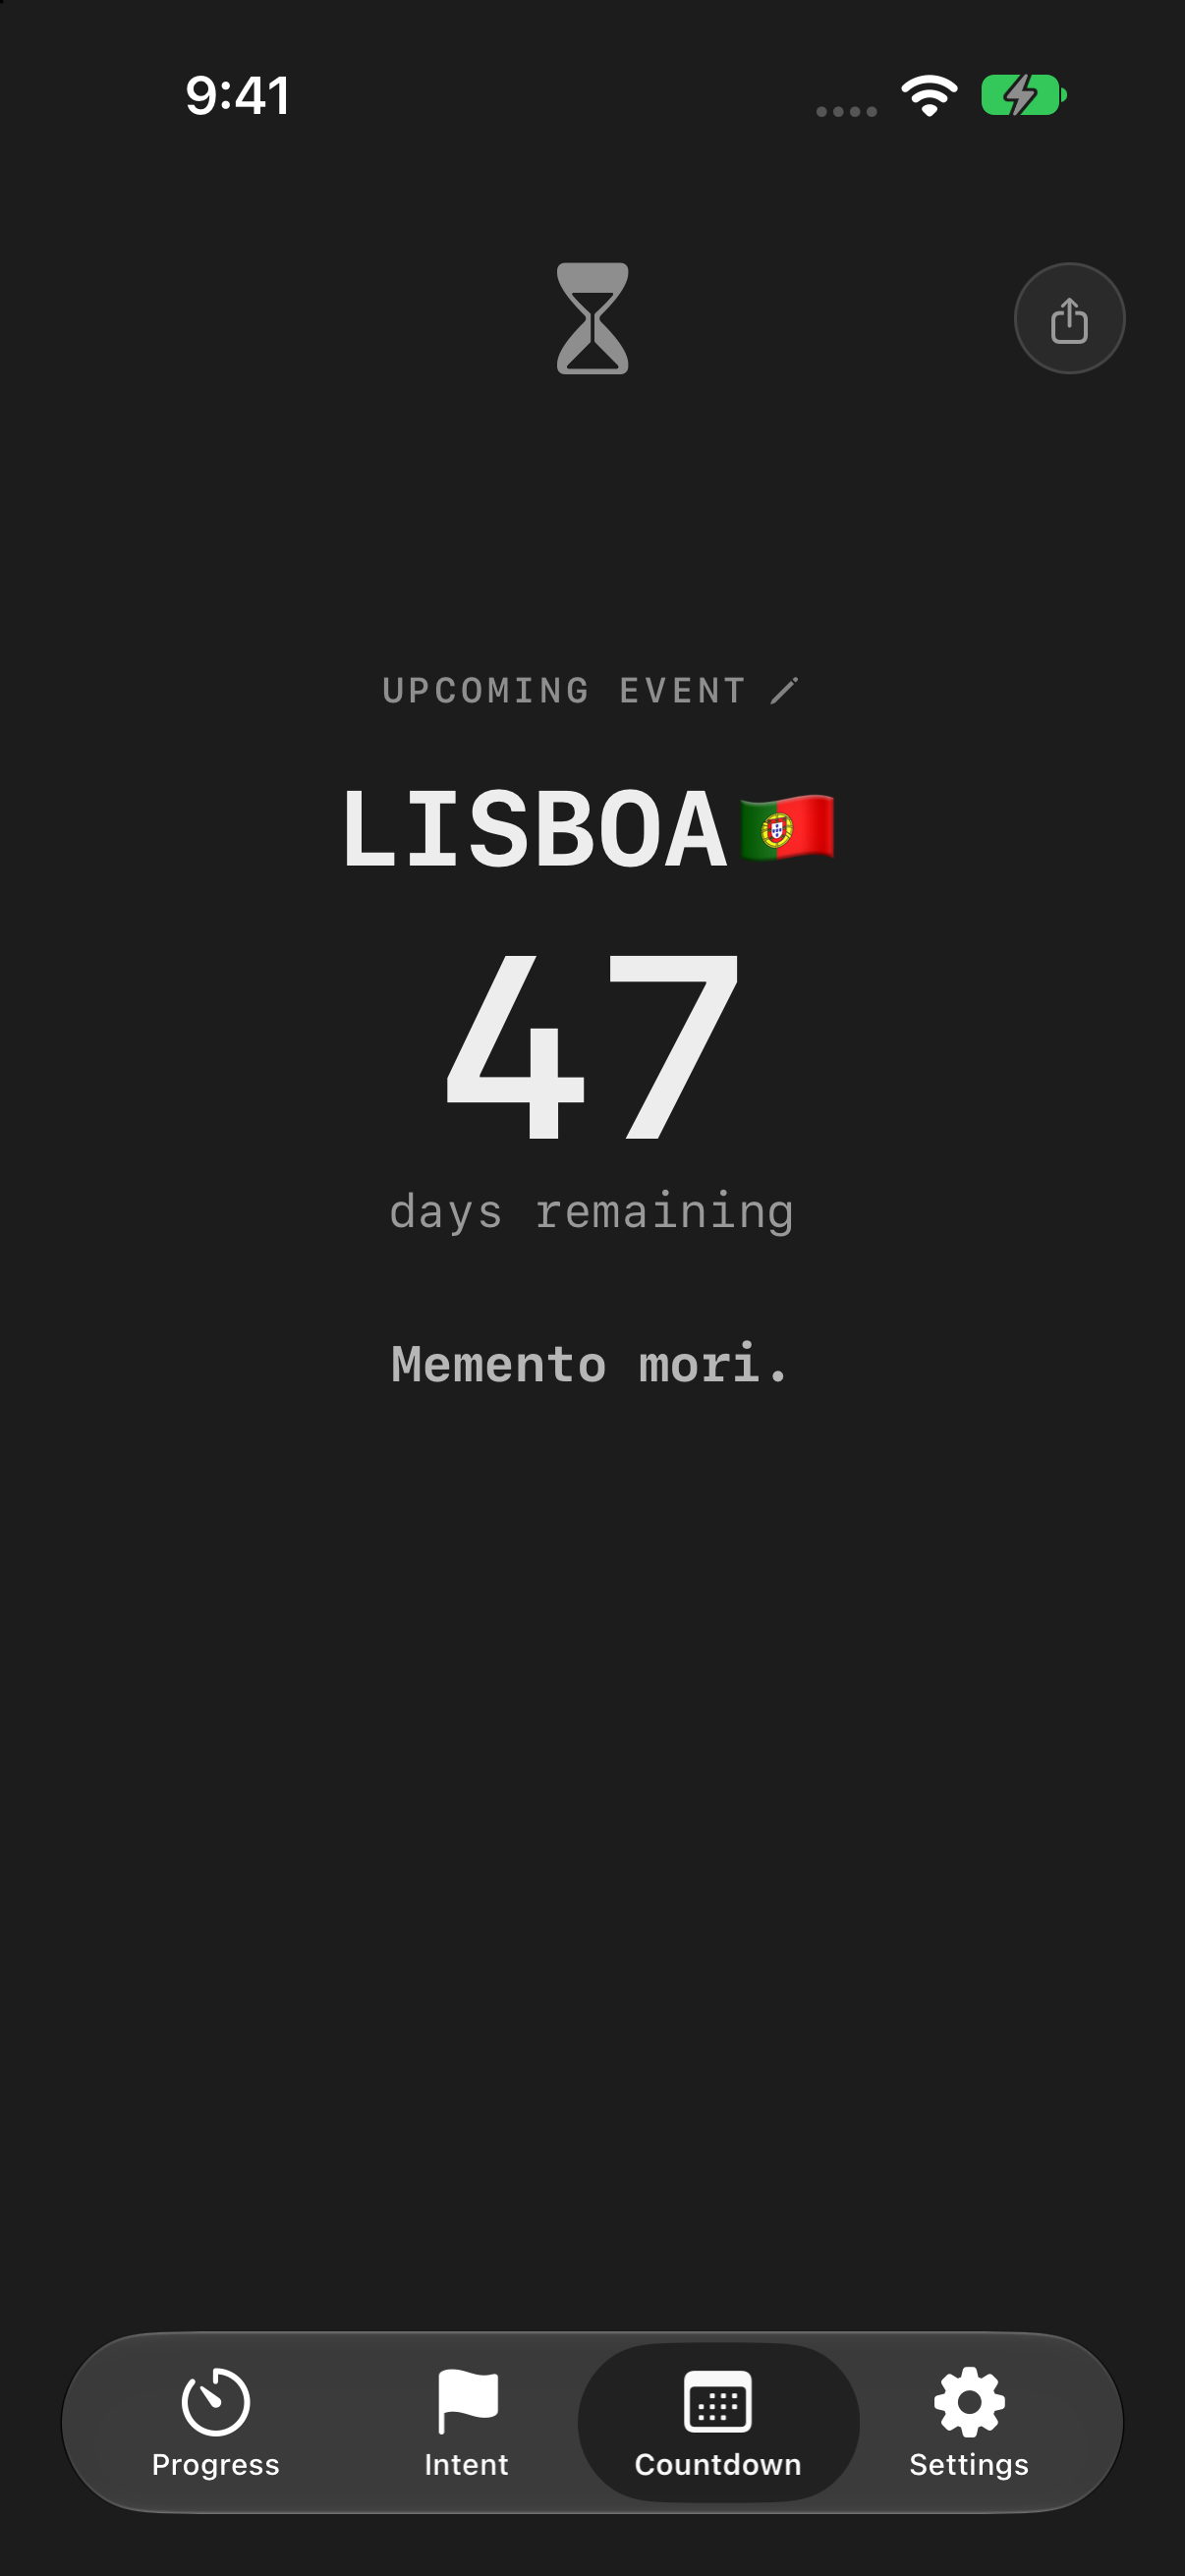 9:41
UPCOMING EVENT
LISBOA🇵🇹
47
days remaining
Memento mori.
Progress Intent Countdown Settings